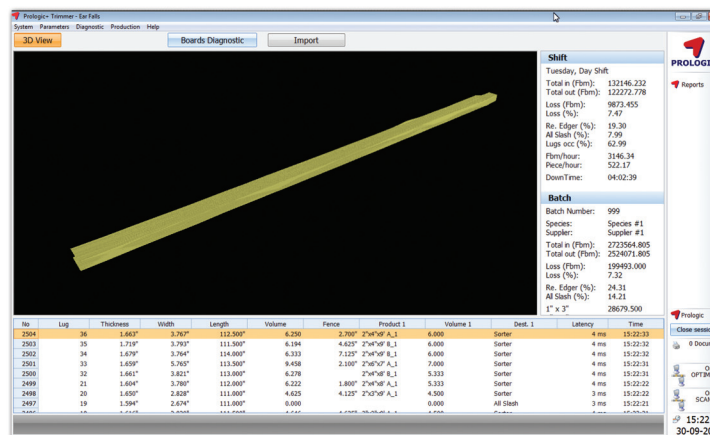 Prologic+ Trimmer - Ear Falls
System Parameters Diagnostic Production Help
3D View
Boards Diagnostic
Import
Shift
Tuesday, Day Shift
Total in (Fbm): 132146.232
Total out (Fbm): 122272.778
Loss (Fbm): 9873.455
Loss (%): 7.47
Re. Edger (%): 19.30
All Slash (%): 7.99
Lugs occ (%): 62.99
Fbm/hour: 3146.34
Piece/hour: 522.17
DownTime: 04:02:39
Batch
Batch Number: 999
Species: Species #1
Supplier: Supplier #1
Total in (Fbm): 2723564.805
Total out (Fbm): 2524071.805
Loss (Fbm): 199493.000
Loss (%): 7.32
Re. Edger (%): 24.31
All Slash (%): 14.21
1" x 3" 28679.500
PROLOGI
Reports
Prologic
Close sessio
0 Docu
O
OPTIM
O
SCAN
15:22
30-09-20
No Lug Thickness Width Length Volume Fence Product 1 Volume 1 Dest. 1 Latency Time
2504 36 1.663" 3.767" 112.500" 6.250 2.700" 2"x4"x9' A_1 6.000 Sorter 4 ms 15:22:33
2503 35 1.719" 3.793" 111.500" 6.194 4.625" 2"x4"x9' B_1 6.000 Sorter 4 ms 15:22:32
2502 34 1.679" 3.764" 114.000" 6.333 7.125" 2"x4"x9' B_1 6.000 Sorter 4 ms 15:22:32
2501 33 1.659" 5.765" 113.500" 9.458 2.100" 2"x6"x7' A_1 7.000 Sorter 4 ms 15:22:31
2500 32 1.661" 3.821" 113.000" 6.278 2"x4"x8' B_1 5.333 Sorter 4 ms 15:22:31
2499 21 1.604" 3.780" 112.000" 6.222 1.800" 2"x4"x8' A_1 5.333 Sorter 4 ms 15:22:22
2498 20 1.650" 2.828" 111.000" 4.625 4.125" 2"x3"x9' A_1 4.500 Sorter 3 ms 15:22:22
2497 19 1.594" 2.674" 111.000" 0.000 0.000 All Slash 3 ms 15:22:21